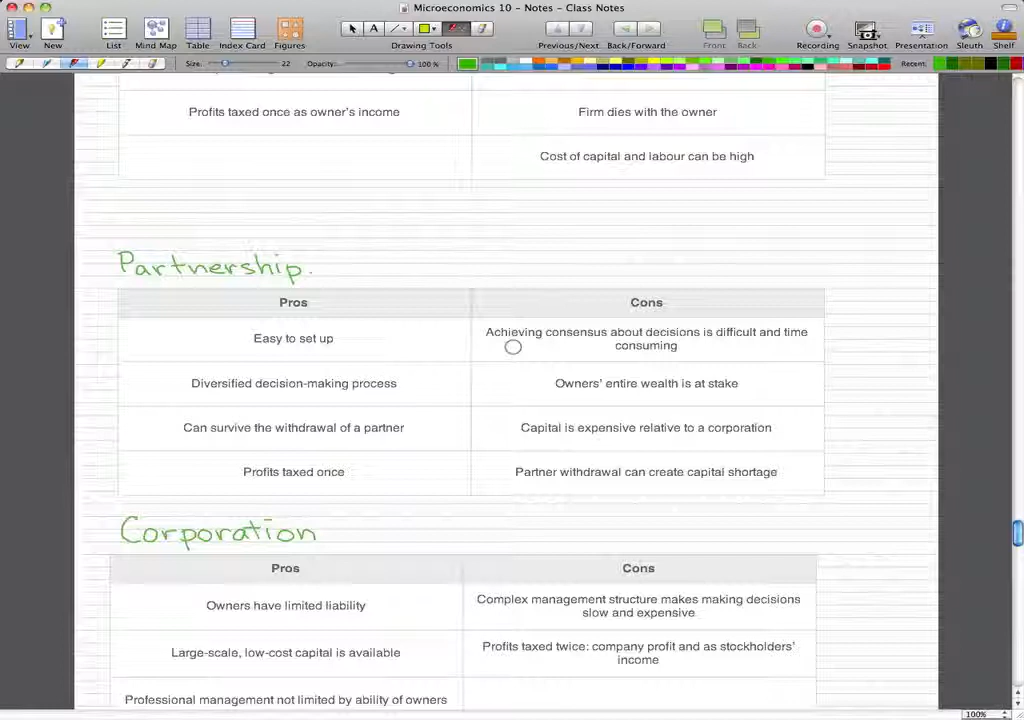 Microeconomics 10 – Notes – Class Notes
View New List Mind Map Table Index Card Figures Drawing Tools Previous/Next Back/Forward Front Back Recording Snapshot Presentation Sleuth Shelf
Size: 22 Opacity: 100 % Recent:
Profits taxed once as owner's income Firm dies with the owner
Cost of capital and labour can be high
Partnership.
Pros Cons
Easy to set up Achieving consensus about decisions is difficult and time
consuming
Diversified decision-making process Owners' entire wealth is at stake
Can survive the withdrawal of a partner Capital is expensive relative to a corporation
Profits taxed once Partner withdrawal can create capital shortage
Corporation
Pros Cons
Owners have limited liability Complex management structure makes making decisions
slow and expensive
Large-scale, low-cost capital is available Profits taxed twice: company profit and as stockholders'
income
Professional management not limited by ability of owners
100%